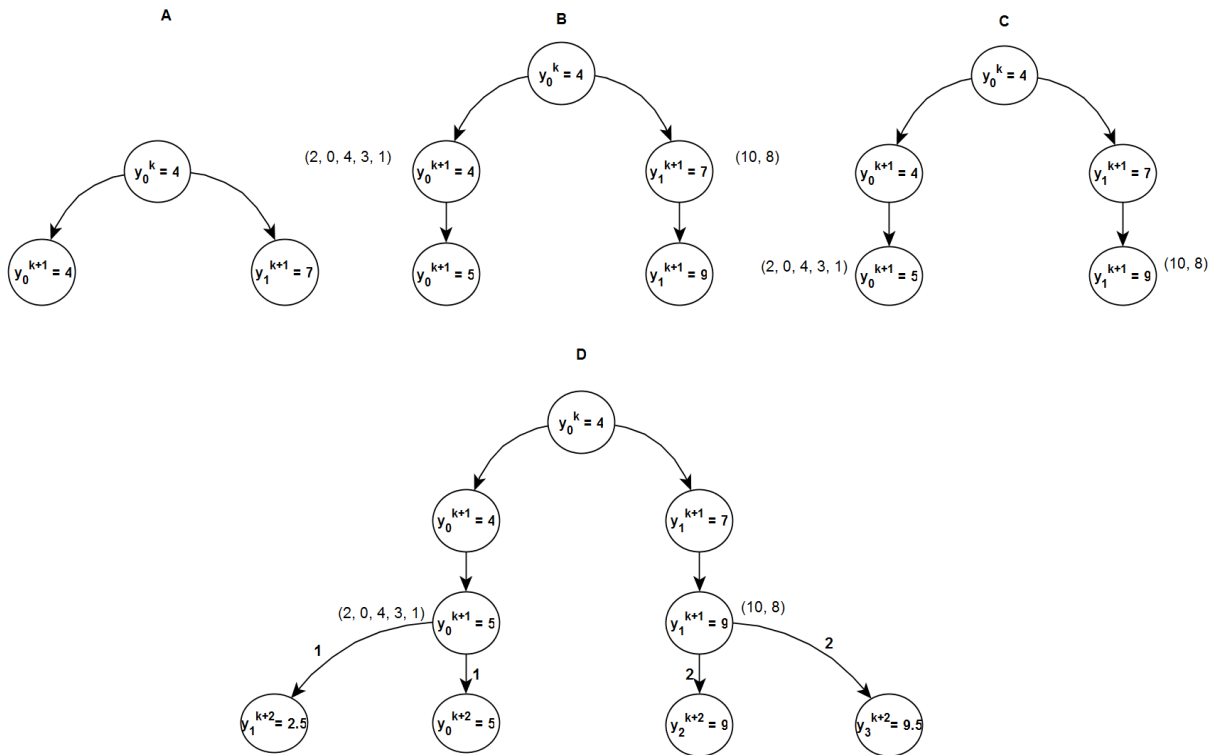 A
B
C
y₀ᵏ = 4
y₀ᵏ⁺¹ = 4
y₁ᵏ⁺¹ = 7
y₀ᵏ = 4
(2, 0, 4, 3, 1)
y₀ᵏ⁺¹ = 4
y₁ᵏ⁺¹ = 7
(10, 8)
y₀ᵏ⁺¹ = 5
y₁ᵏ⁺¹ = 9
y₀ᵏ = 4
y₀ᵏ⁺¹ = 4
y₁ᵏ⁺¹ = 7
(2, 0, 4, 3, 1)
y₀ᵏ⁺¹ = 5
y₁ᵏ⁺¹ = 9
(10, 8)
D
y₀ᵏ = 4
y₀ᵏ⁺¹ = 4
y₁ᵏ⁺¹ = 7
(2, 0, 4, 3, 1)
y₀ᵏ⁺¹ = 5
y₁ᵏ⁺¹ = 9
(10, 8)
1
1
2
2
y₁ᵏ⁺² = 2.5
y₀ᵏ⁺² = 5
y₂ᵏ⁺² = 9
y₃ᵏ⁺² = 9.5